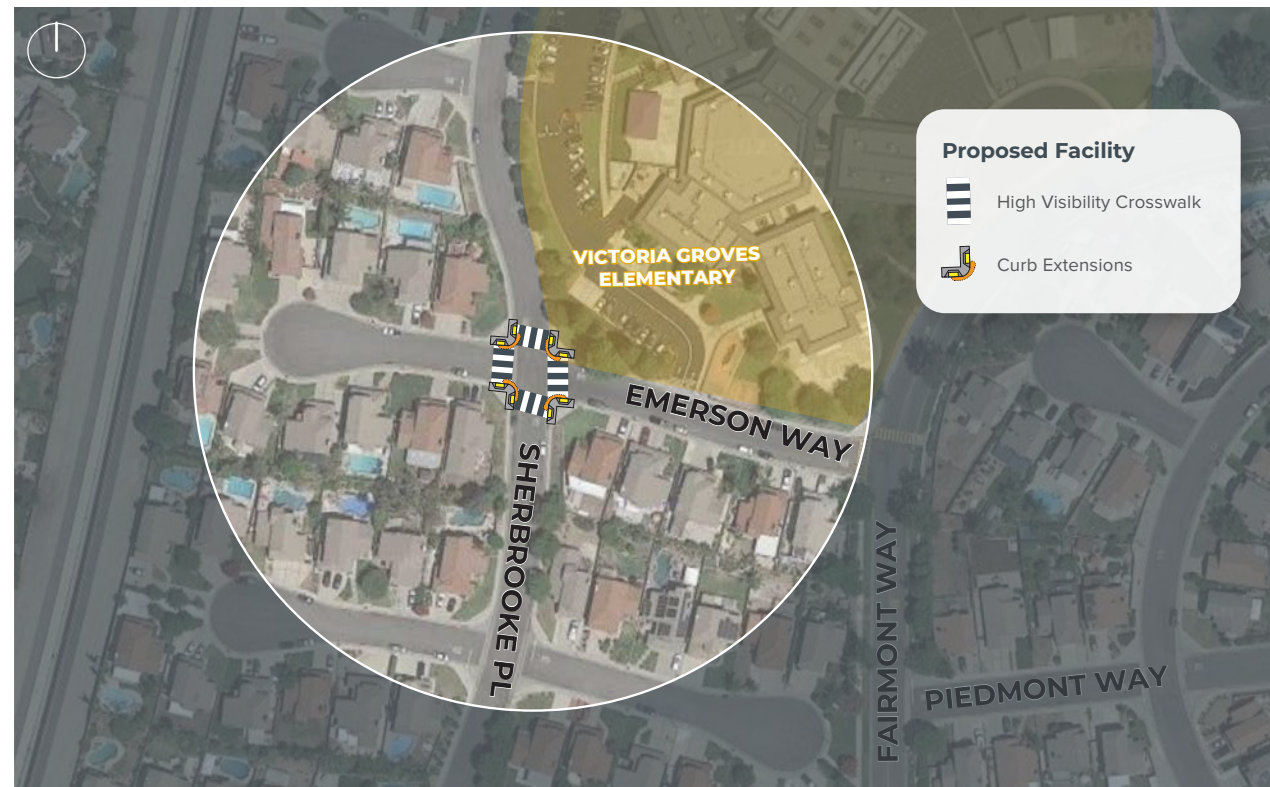 Proposed Facility
High Visibility Crosswalk
Curb Extensions
VICTORIA GROVES
ELEMENTARY
EMERSON WAY
SHERBROOKE PL
FAIRMONT WAY
PIEDMONT WAY